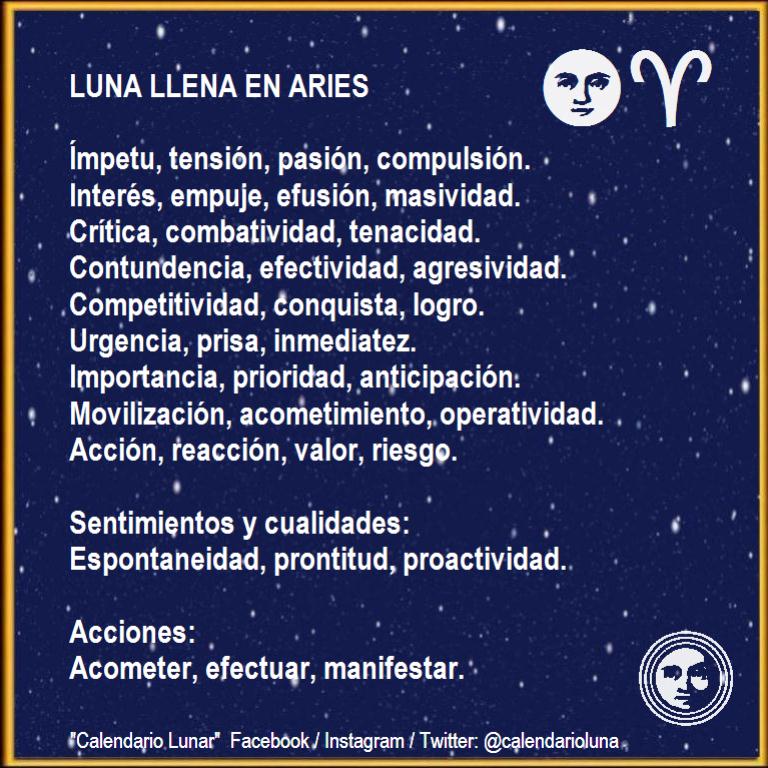 LUNA LLENA EN ARIES
Ímpetu, tensión, pasión, compulsión.
Interés, empuje, efusión, masividad.
Crítica, combatividad, tenacidad.
Contundencia, efectividad, agresividad.
Competitividad, conquista, logro.
Urgencia, prisa, inmediatez.
Importancia, prioridad, anticipación.
Movilización, acometimiento, operatividad.
Acción, reacción, valor, riesgo.
Sentimientos y cualidades:
Espontaneidad, prontitud, proactividad.
Acciones:
Acometer, efectuar, manifestar.
"Calendario Lunar" Facebook / Instagram / Twitter: @calendarioluna